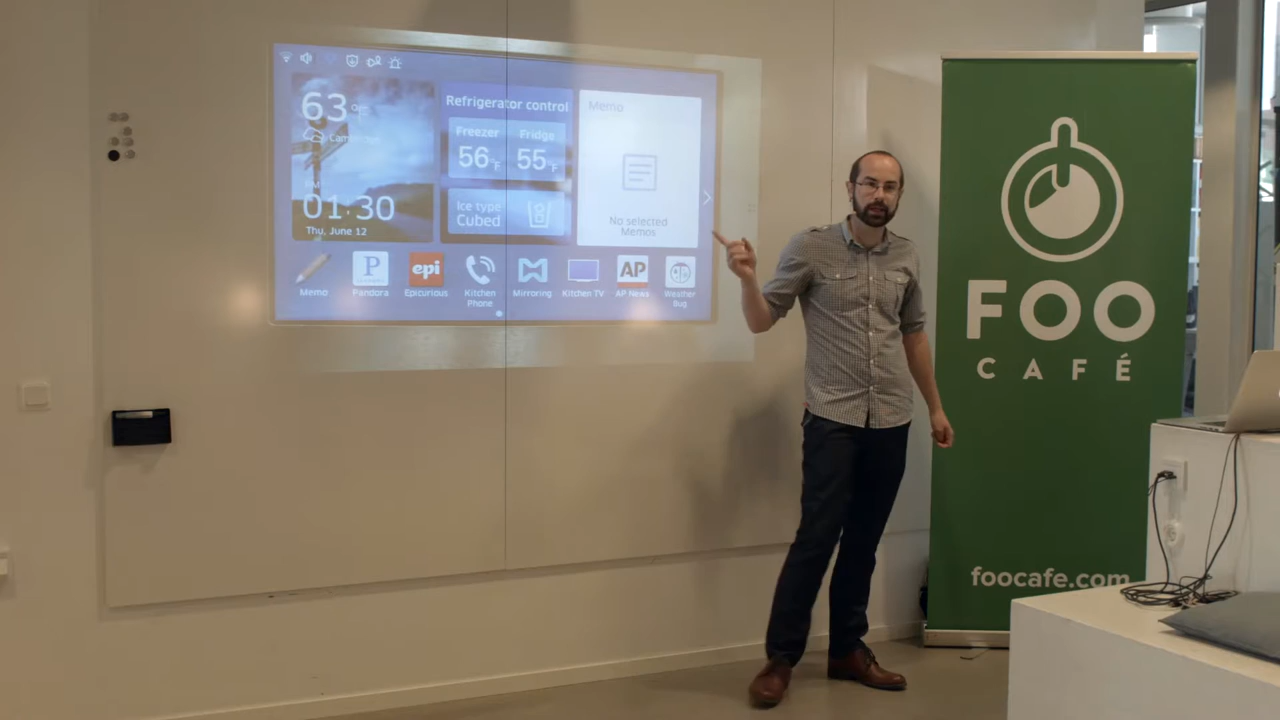 63°F
PM
01:30
Thu, June 12
Refrigerator control
Freezer
56°F
Fridge
55°F
Ice type
Cubed
Memo
No selected
Memos
Memo
P
Pandora
epi
Epicurious
Kitchen
Phone
Mirroring
Kitchen TV
AP
AP News
Weather
Bug
FOO
CAFÉ
foocafe.com